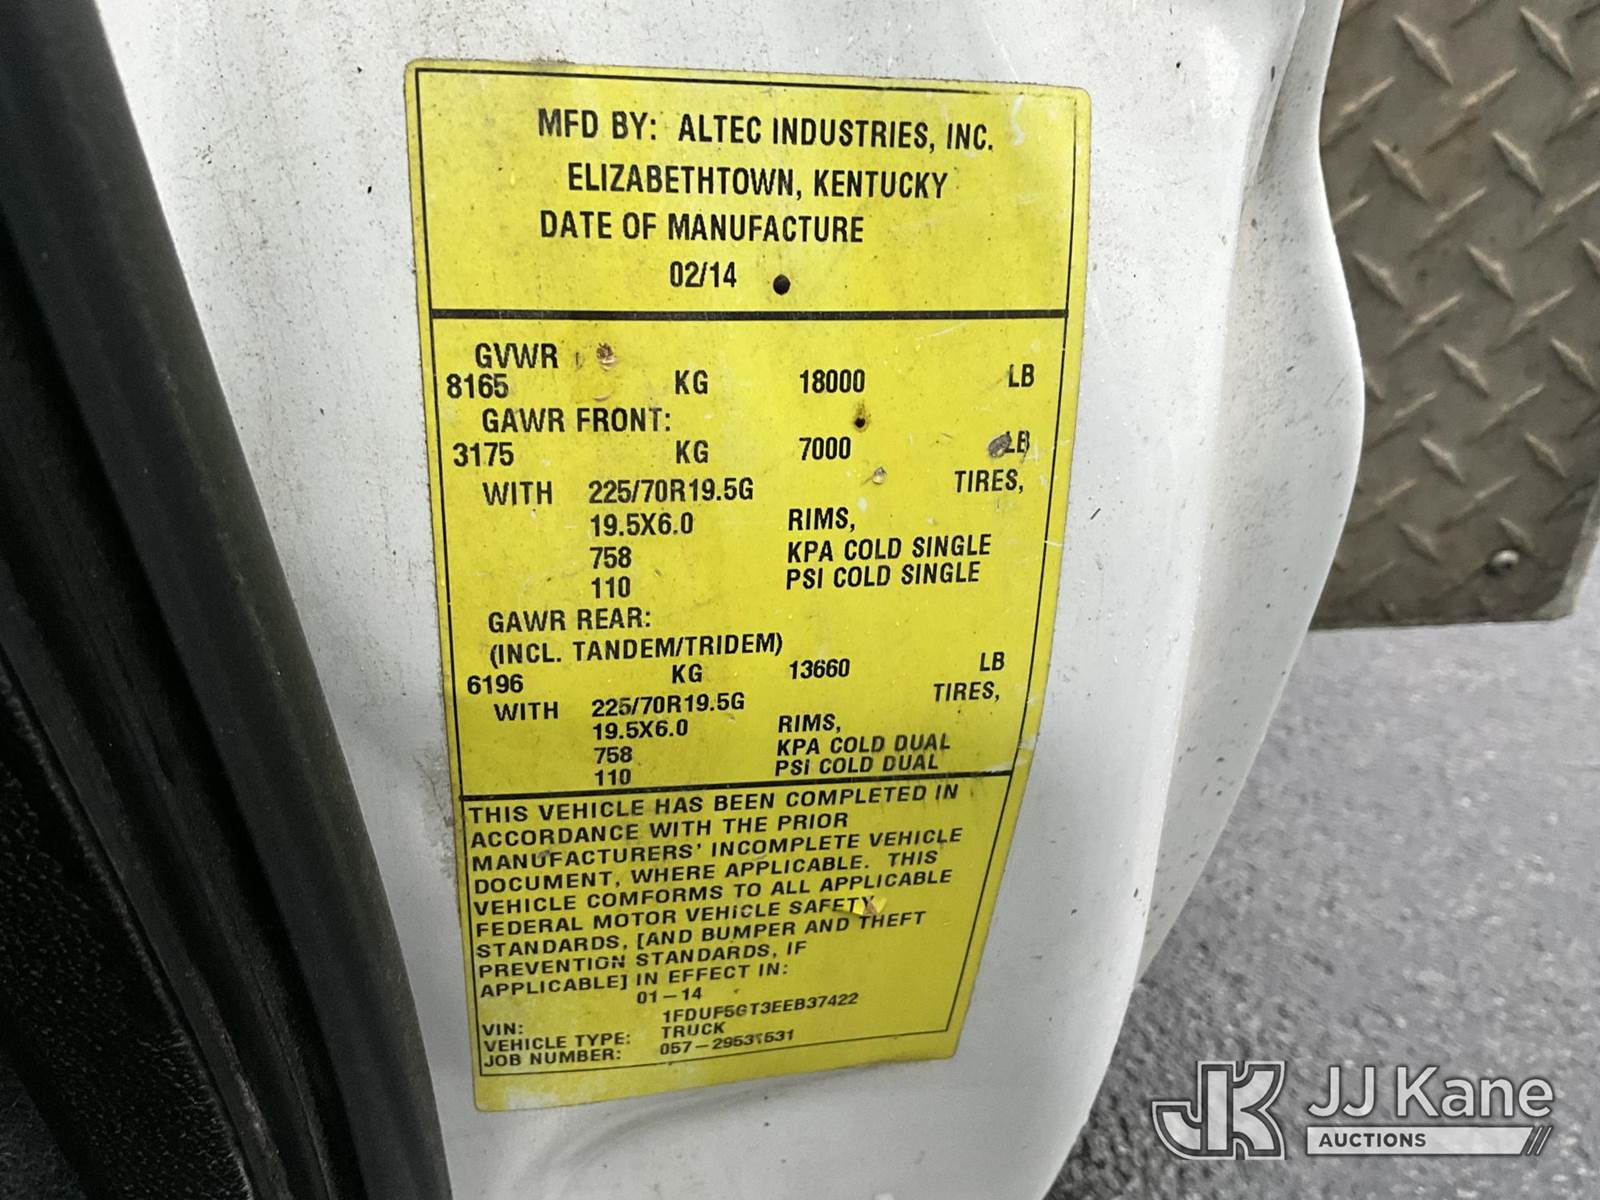 MFD BY: ALTEC INDUSTRIES, INC.
ELIZABETHTOWN, KENTUCKY
DATE OF MANUFACTURE
02/14
GVWR
8165 KG 18000 LB
GAWR FRONT:
3175 KG 7000 LB
WITH 225/70R19.5G TIRES,
19.5X6.0 RIMS,
758 KPA COLD SINGLE
110 PSI COLD SINGLE
GAWR REAR:
(INCL. TANDEM/TRIDEM)
6196 KG 13660 LB
WITH 225/70R19.5G TIRES,
19.5X6.0 RIMS,
758 KPA COLD DUAL
110 PSI COLD DUAL
THIS VEHICLE HAS BEEN COMPLETED IN
ACCORDANCE WITH THE PRIOR
MANUFACTURERS' INCOMPLETE VEHICLE
DOCUMENT, WHERE APPLICABLE. THIS
VEHICLE COMFORMS TO ALL APPLICABLE
FEDERAL MOTOR VEHICLE SAFETY
STANDARDS, [AND BUMPER AND THEFT
PREVENTION STANDARDS, IF
APPLICABLE] IN EFFECT IN:
01-14
VIN: 1FDUF5GT3EEB37422
VEHICLE TYPE: TRUCK
JOB NUMBER:
JK JJ Kane
AUCTIONS